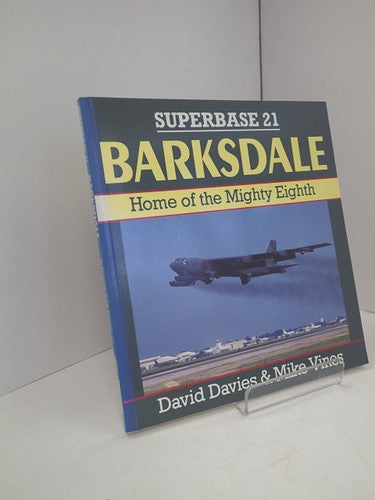 SUPERBASE 21
BARKSDALE
Home of the Mighty Eighth
David Davies & Mike Vines